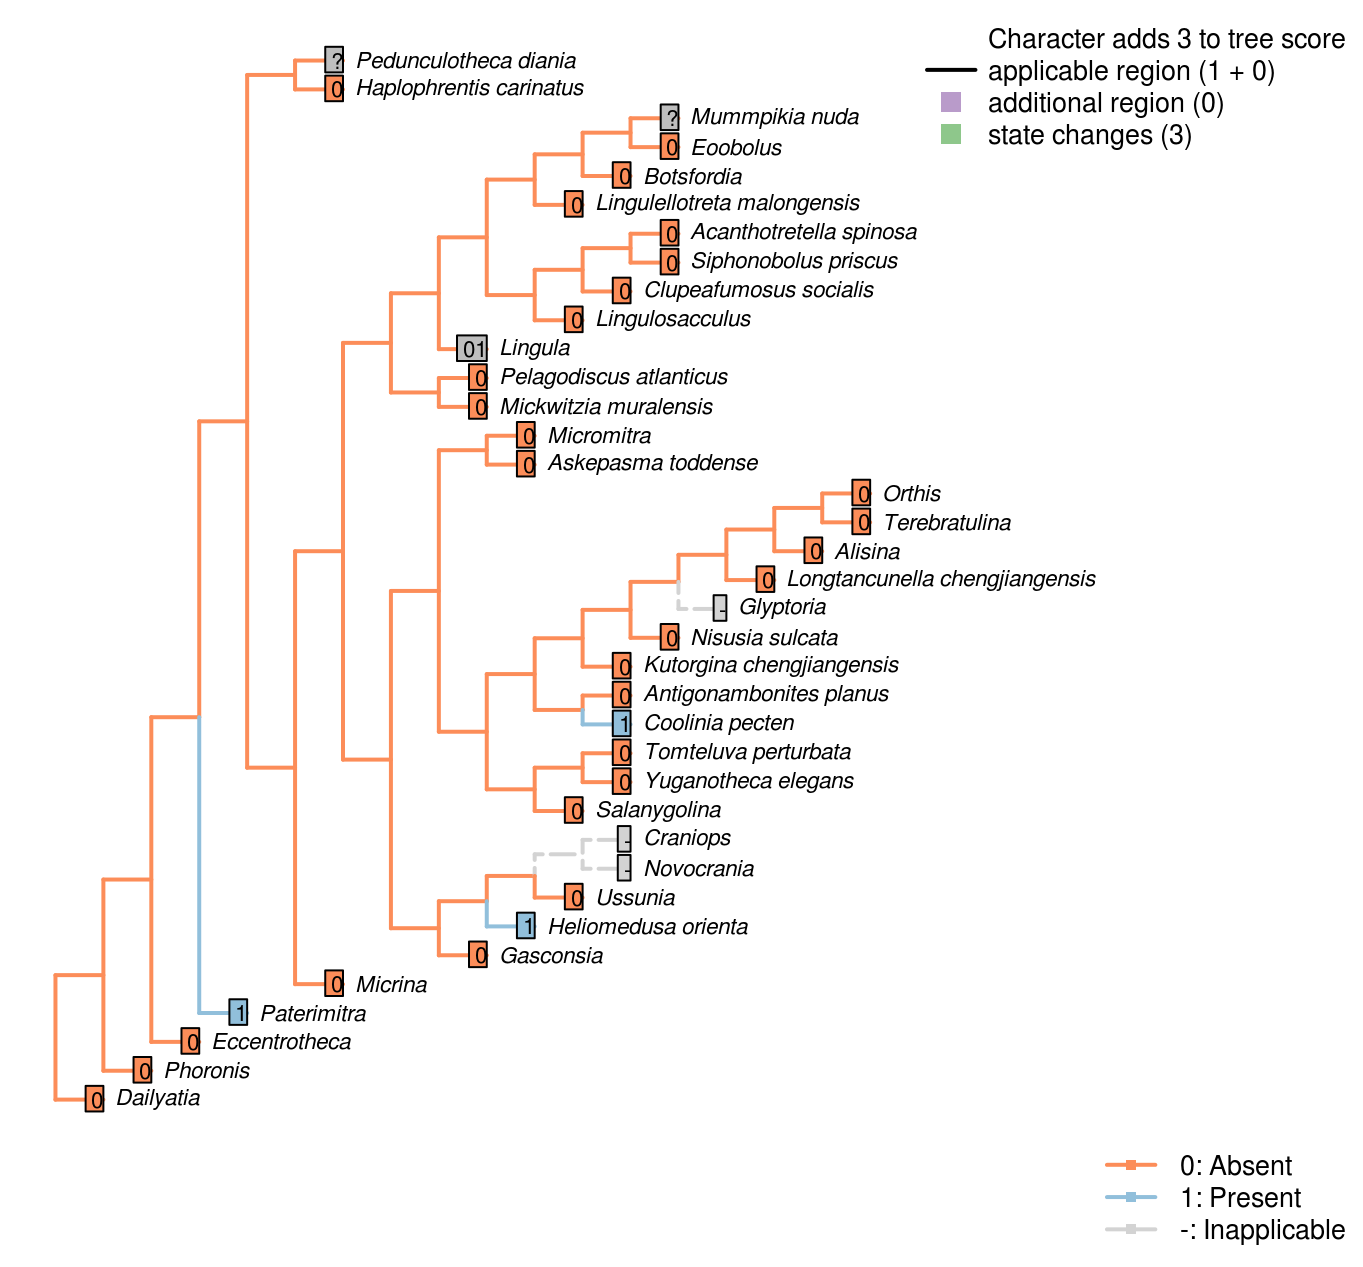 Character adds 3 to tree score
applicable region (1 + 0)
additional region (0)
state changes (3)
? Pedunculotheca diania
0 Haplophrentis carinatus
? Mummpikia nuda
0 Eoobolus
0 Botsfordia
0 Lingulellotreta malongensis
0 Acanthotretella spinosa
0 Siphonobolus priscus
0 Clupeafumosus socialis
0 Lingulosacculus
01 Lingula
0 Pelagodiscus atlanticus
0 Mickwitzia muralensis
0 Micromitra
0 Askepasma toddense
0 Orthis
0 Terebratulina
0 Alisina
0 Longtancunella chengjiangensis
- Glyptoria
0 Nisusia sulcata
0 Kutorgina chengjiangensis
0 Antigonambonites planus
1 Coolinia pecten
0 Tomteluva perturbata
0 Yuganotheca elegans
0 Salanygolina
- Craniops
- Novocrania
0 Ussunia
1 Heliomedusa orienta
0 Gasconsia
0 Micrina
1 Paterimitra
0 Eccentrotheca
0 Phoronis
0 Dailyatia
0: Absent
1: Present
-: Inapplicable